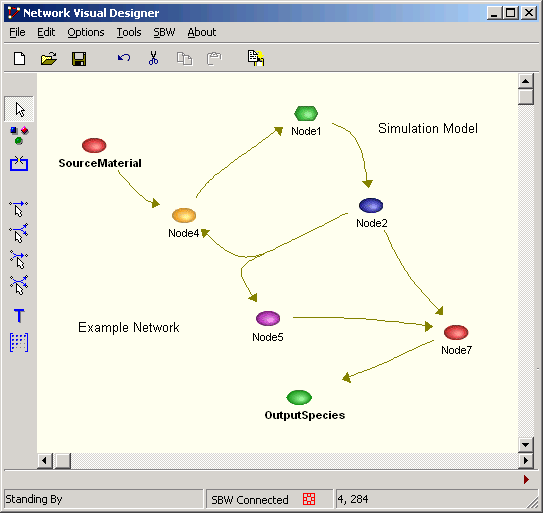 Network Visual Designer
File Edit Options Tools SBW About
Node1
Simulation Model
SourceMaterial
Node4
Node2
Example Network
Node5
Node7
OutputSpecies
T
Standing By
SBW Connected
4, 284